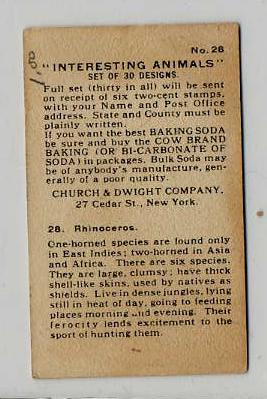 1.00
No. 28
"INTERESTING ANIMALS"
SET OF 30 DESIGNS.
Full set (thirty in all) will be sent
on receipt of six two-cent stamps,
with your Name and Post Office
address. State and County must be
plainly written.
If you want the best BAKING SODA
be sure and buy the COW BRAND
BAKING (OR BI-CARBONATE OF
SODA) in packages. Bulk Soda may
be of anybody's manufacture, gen-
erally of a poor quality.
CHURCH & DWIGHT COMPANY.
27 Cedar St., New York.
28. Rhinoceros.
One-horned species are found only
in East Indies; two-horned in Asia
and Africa. There are six species.
They are large, clumsy; have thick
shell-like skins, used by natives as
shields. Live in dense jungles, lying
still in heat of day, going to feeding
places morning and evening. Their
ferocity lends excitement to the
sport of hunting them.